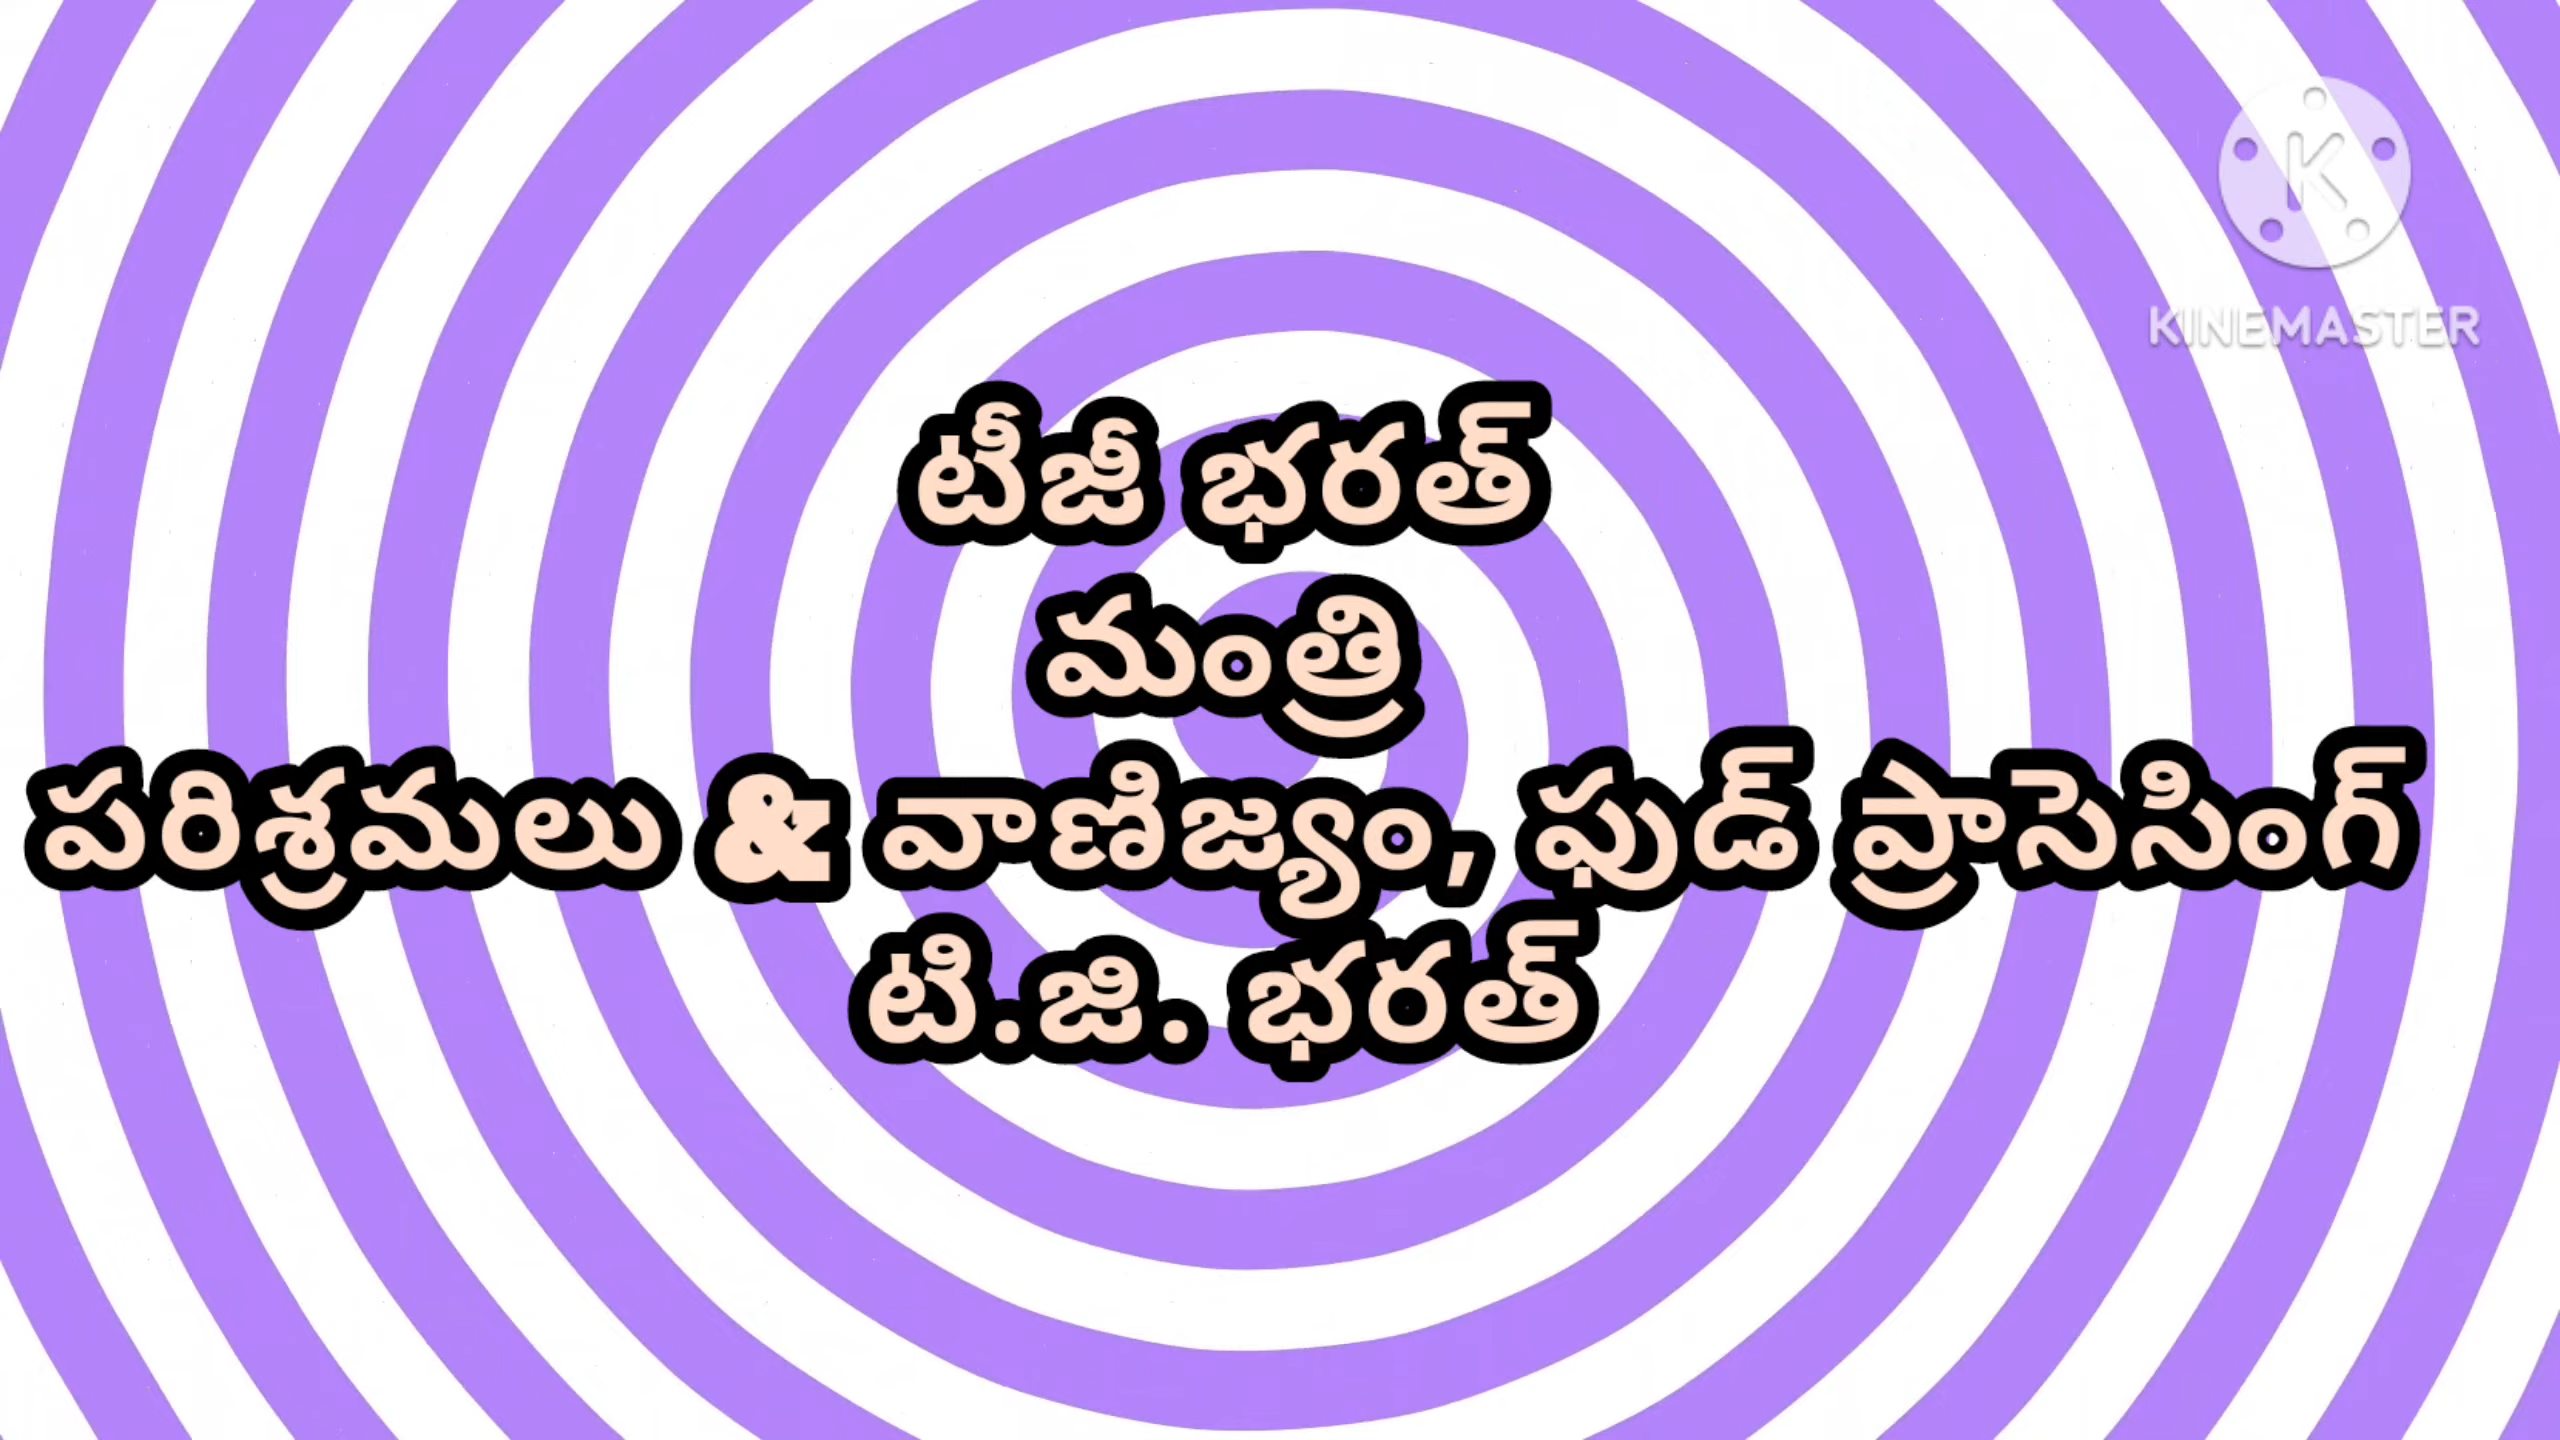 KINEMASTER
టీజీ భరత్
మంత్రి
పరిశ్రమలు & వాణిజ్యం, ఫుడ్ ప్రాసెసింగ్
టి.జి. భరత్